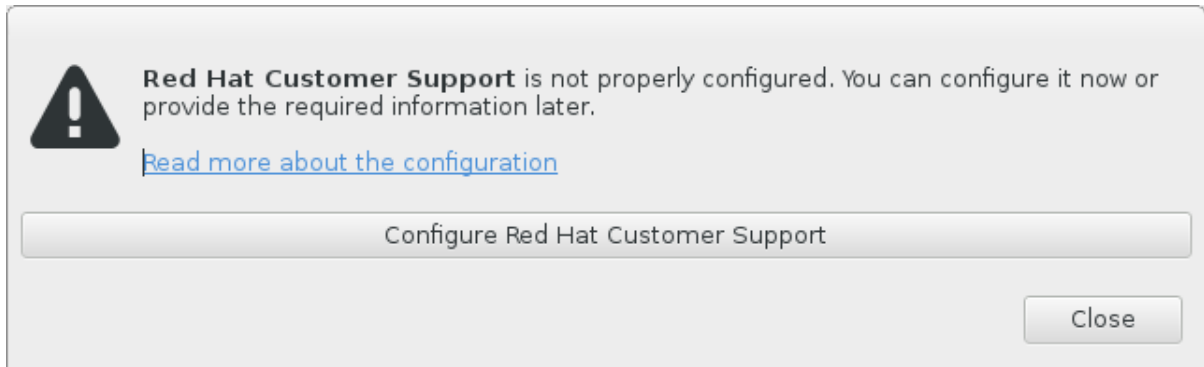 Red Hat Customer Support is not properly configured. You can configure it now or
provide the required information later.
Read more about the configuration
Configure Red Hat Customer Support
Close